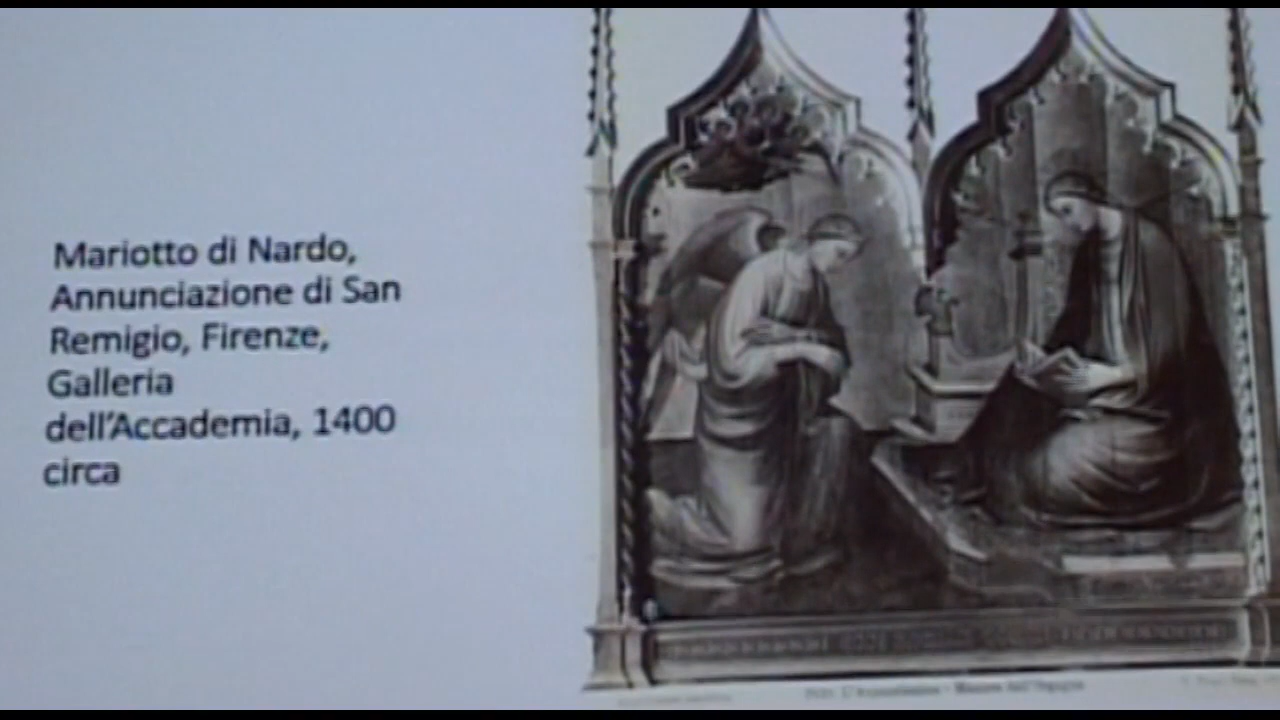 Mariotto di Nardo,
Annunciazione di San
Remigio, Firenze,
Galleria
dell'Accademia, 1400
circa